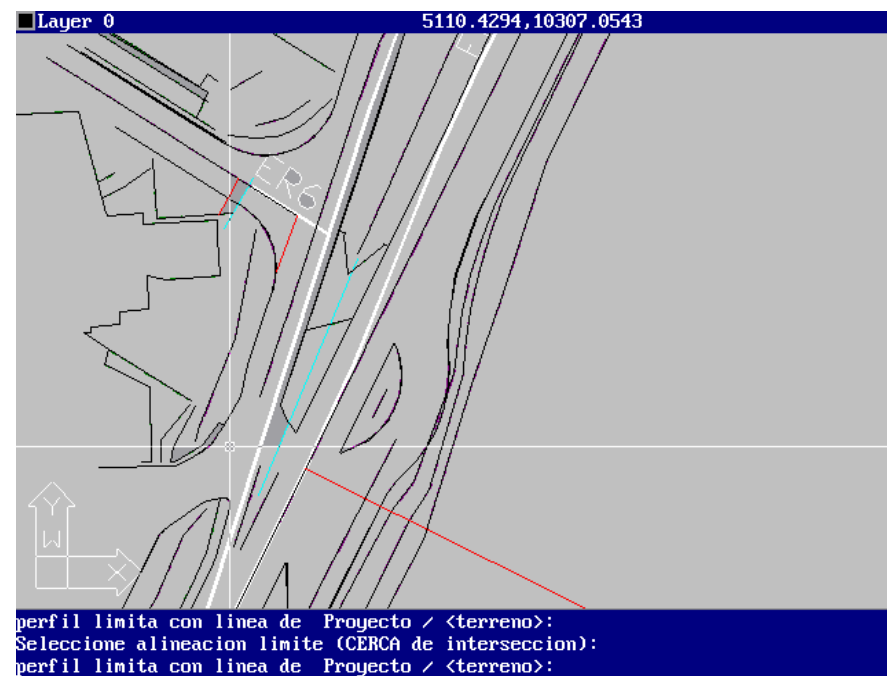 Layer 0 5110.4294,10307.0543
E
ER6
Y
W
X
perfil limita con linea de Proyecto / <terreno>:
Seleccione alineacion limite (CERCA de interseccion):
perfil limita con linea de Proyecto / <terreno>: